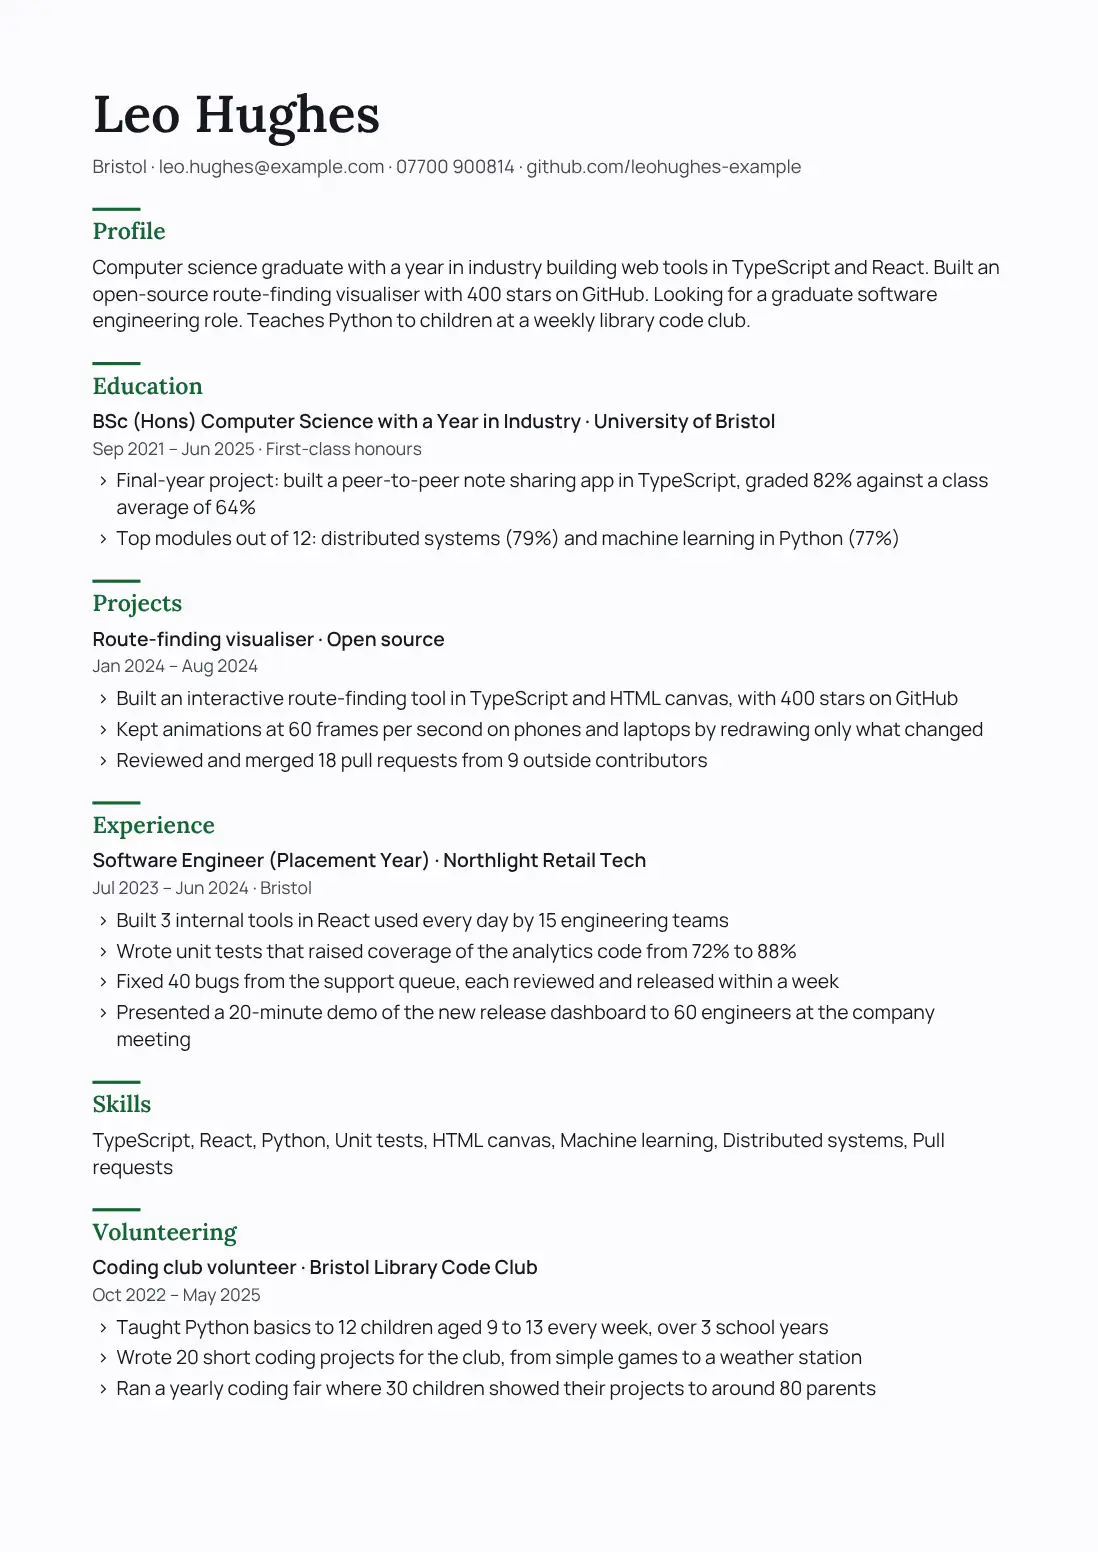 Leo Hughes
Bristol · leo.hughes@example.com · 07700 900814 · github.com/leohughes-example
Profile
Computer science graduate with a year in industry building web tools in TypeScript and React. Built an
open-source route-finding visualiser with 400 stars on GitHub. Looking for a graduate software
engineering role. Teaches Python to children at a weekly library code club.
Education
BSc (Hons) Computer Science with a Year in Industry · University of Bristol
Sep 2021 – Jun 2025 · First-class honours
› Final-year project: built a peer-to-peer note sharing app in TypeScript, graded 82% against a class
average of 64%
› Top modules out of 12: distributed systems (79%) and machine learning in Python (77%)
Projects
Route-finding visualiser · Open source
Jan 2024 – Aug 2024
› Built an interactive route-finding tool in TypeScript and HTML canvas, with 400 stars on GitHub
› Kept animations at 60 frames per second on phones and laptops by redrawing only what changed
› Reviewed and merged 18 pull requests from 9 outside contributors
Experience
Software Engineer (Placement Year) · Northlight Retail Tech
Jul 2023 – Jun 2024 · Bristol
› Built 3 internal tools in React used every day by 15 engineering teams
› Wrote unit tests that raised coverage of the analytics code from 72% to 88%
› Fixed 40 bugs from the support queue, each reviewed and released within a week
› Presented a 20-minute demo of the new release dashboard to 60 engineers at the company
meeting
Skills
TypeScript, React, Python, Unit tests, HTML canvas, Machine learning, Distributed systems, Pull
requests
Volunteering
Coding club volunteer · Bristol Library Code Club
Oct 2022 – May 2025
› Taught Python basics to 12 children aged 9 to 13 every week, over 3 school years
› Wrote 20 short coding projects for the club, from simple games to a weather station
› Ran a yearly coding fair where 30 children showed their projects to around 80 parents